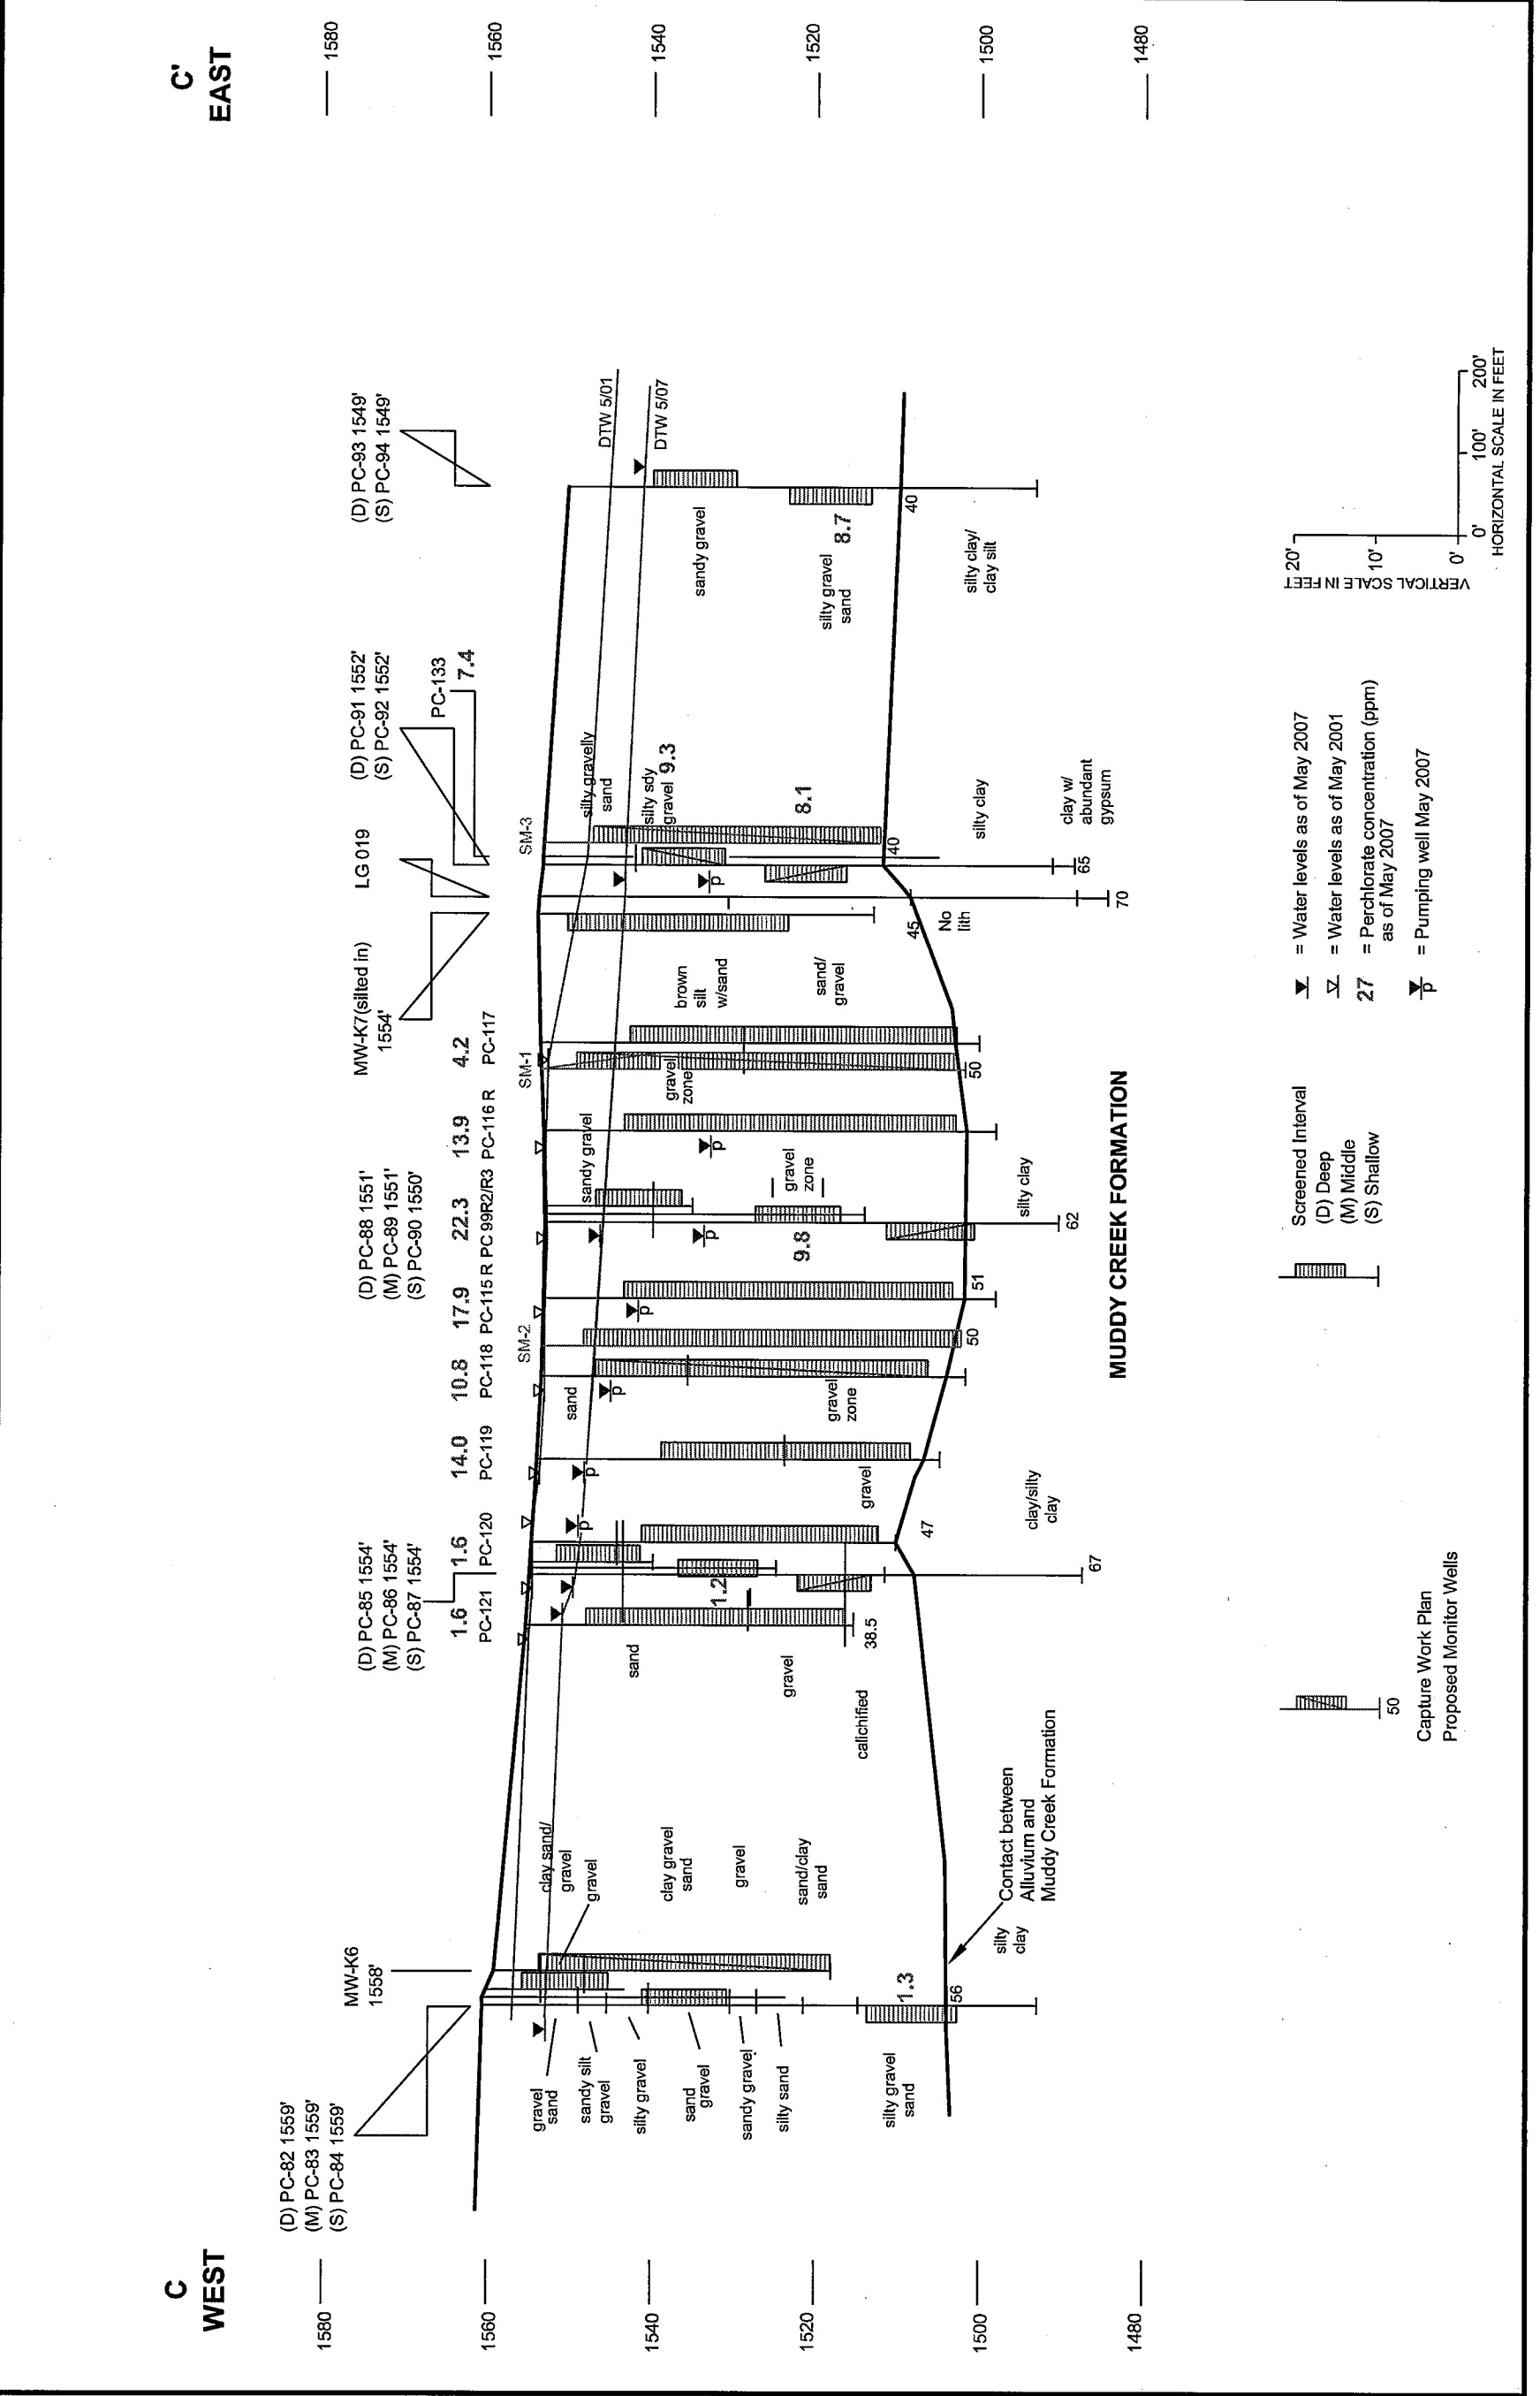 C
WEST
C'
EAST
1580
1560
1540
1520
1500
1480
1580
1560
1540
1520
1500
1480
(D) PC-82 1559'
(M) PC-83 1559'
(S) PC-84 1559'
MW-K6
1558'
(D) PC-85 1554'
(M) PC-86 1554'
(S) PC-87 1554'
1.6
PC-121
1.6
PC-120
14.0
PC-119
10.8
PC-118
SM-2
17.9
PC-115 R
(D) PC-88 1551'
(M) PC-89 1551'
(S) PC-90 1550'
22.3
PC 99R2/R3
13.9
PC-116 R
SM-1
4.2
PC-117
MW-K7(silted in)
1554'
LG 019
SM-3
(D) PC-91 1552'
(S) PC-92 1552'
PC-133
7.4
(D) PC-93 1549'
(S) PC-94 1549'
DTW 5/01
DTW 5/07
gravel
sand
sandy silt
gravel
silty gravel
sand
gravel
sandy gravel
silty sand
silty gravel
sand
1.3
56
clay sand/
gravel
gravel
clay gravel
sand
gravel
sand/clay
sand
silty
clay
Contact between
Alluvium and
Muddy Creek Formation
sand
gravel
calichified
38.5
1.2
67
47
p
clay/silty
clay
gravel
p
sand
gravel
zone
p
50
p
51
9.8
p
62
silty clay
sandy gravel
gravel
zone
p
gravel
zone
50
brown
silt
w/sand
sand/
gravel
45
No
lith
70
p
65
40
silty gravelly
sand
silty sdy
gravel 9.3
8.1
silty clay
clay w/
abundant
gypsum
sandy gravel
silty gravel
sand
8.7
40
silty clay/
clay silt
MUDDY CREEK FORMATION
50
Capture Work Plan
Proposed Monitor Wells
Screened Interval
(D) Deep
(M) Middle
(S) Shallow
= Water levels as of May 2007
= Water levels as of May 2001
27 = Perchlorate concentration (ppm)
as of May 2007
p = Pumping well May 2007
20'
10'
0'
VERTICAL SCALE IN FEET
0' 100' 200'
HORIZONTAL SCALE IN FEET